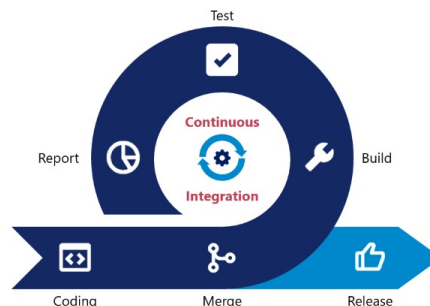 Test
Continuous
Report
Build
Integration
Coding
Merge
Release